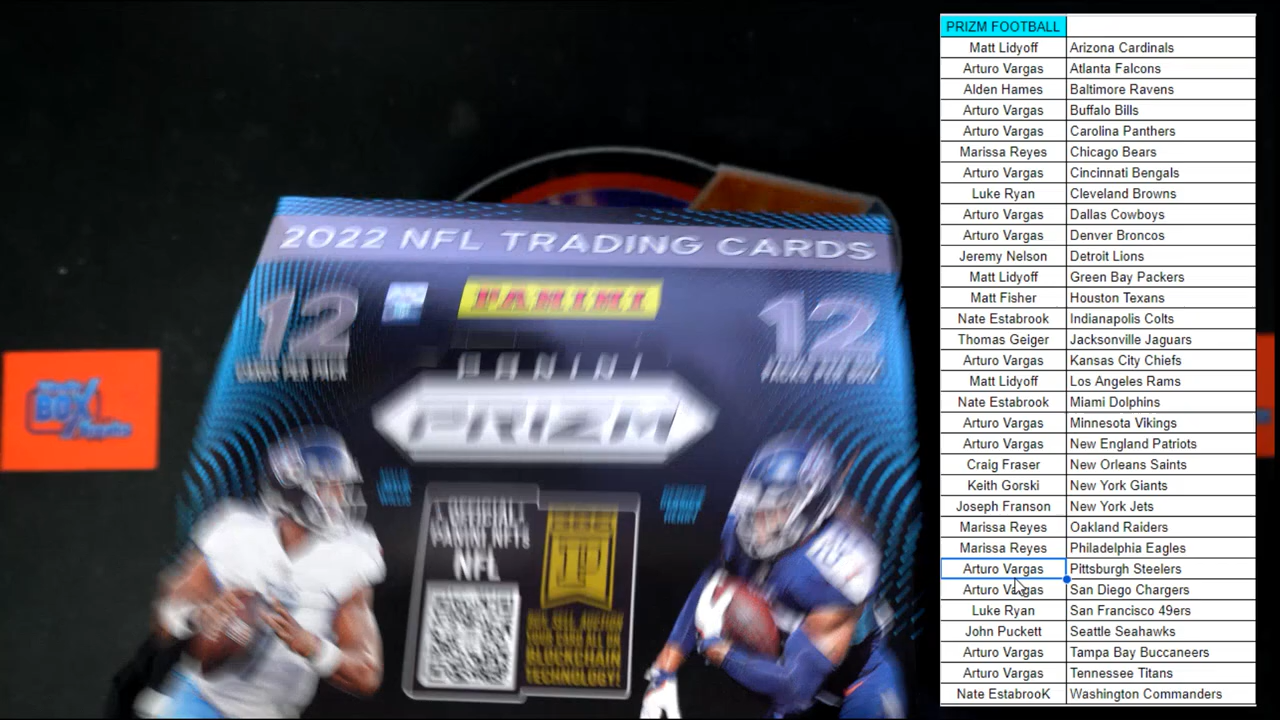 PRIZM FOOTBALL
Matt Lidyoff Arizona Cardinals
Arturo Vargas Atlanta Falcons
Alden Hames Baltimore Ravens
Arturo Vargas Buffalo Bills
Arturo Vargas Carolina Panthers
Marissa Reyes Chicago Bears
Arturo Vargas Cincinnati Bengals
Luke Ryan Cleveland Browns
Arturo Vargas Dallas Cowboys
Arturo Vargas Denver Broncos
Jeremy Nelson Detroit Lions
Matt Lidyoff Green Bay Packers
Matt Fisher Houston Texans
Nate Estabrook Indianapolis Colts
Thomas Geiger Jacksonville Jaguars
Arturo Vargas Kansas City Chiefs
Matt Lidyoff Los Angeles Rams
Nate Estabrook Miami Dolphins
Arturo Vargas Minnesota Vikings
Arturo Vargas New England Patriots
Craig Fraser New Orleans Saints
Keith Gorski New York Giants
Joseph Franson New York Jets
Marissa Reyes Oakland Raiders
Marissa Reyes Philadelphia Eagles
Arturo Vargas Pittsburgh Steelers
Arturo Vargas San Diego Chargers
Luke Ryan San Francisco 49ers
John Puckett Seattle Seahawks
Arturo Vargas Tampa Bay Buccaneers
Arturo Vargas Tennessee Titans
Nate EstabrooK Washington Commanders
NFL TRADING CARDS
12 PANINI 12
PANINI
PRIZM
PANINI NFTs
NFL
BLOCKCHAIN
TECHNOLOGY!
BOX